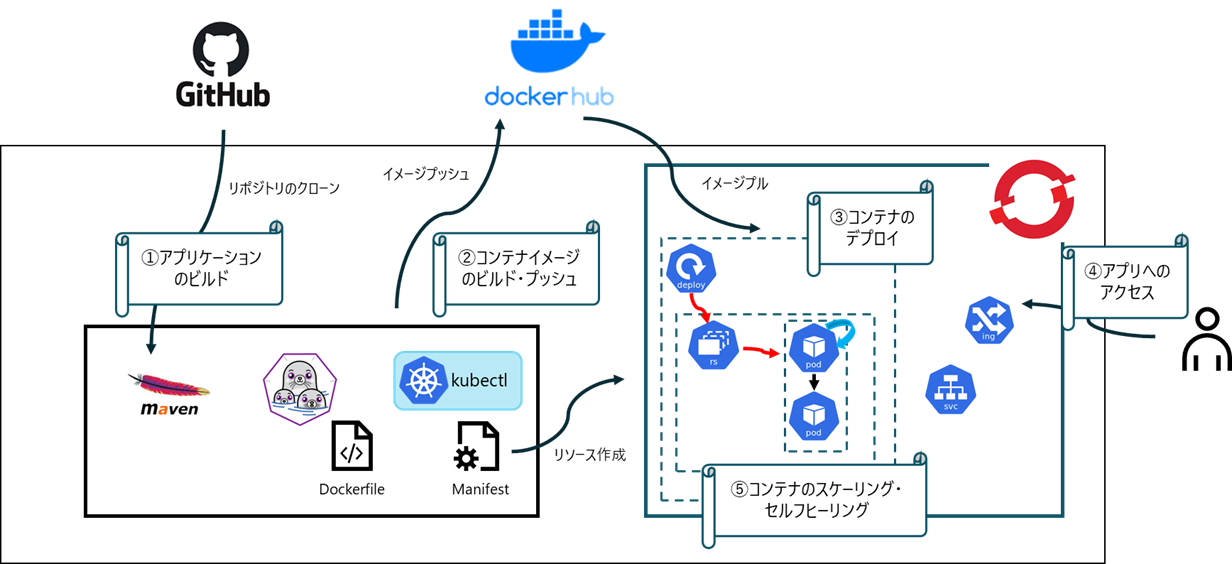 GitHub
docker hub
リポジトリのクローン
イメージプッシュ
イメージプル
①アプリケーション
のビルド
②コンテナイメージ
のビルド・プッシュ
③コンテナの
デプロイ
④アプリへの
アクセス
deploy
rs
pod
pod
ing
svc
maven
kubectl
Dockerfile
Manifest
リソース作成
⑤コンテナのスケーリング・
セルフヒーリング